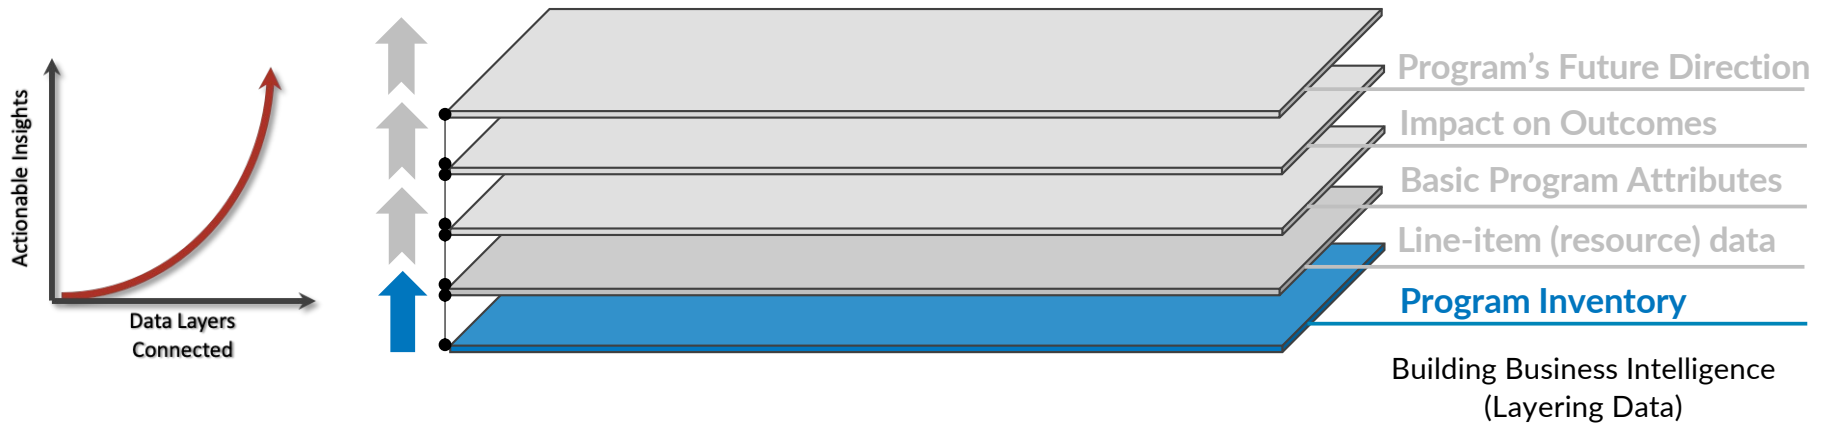 Actionable Insights
Data Layers
Connected
Program’s Future Direction
Impact on Outcomes
Basic Program Attributes
Line-item (resource) data
Program Inventory
Building Business Intelligence
(Layering Data)